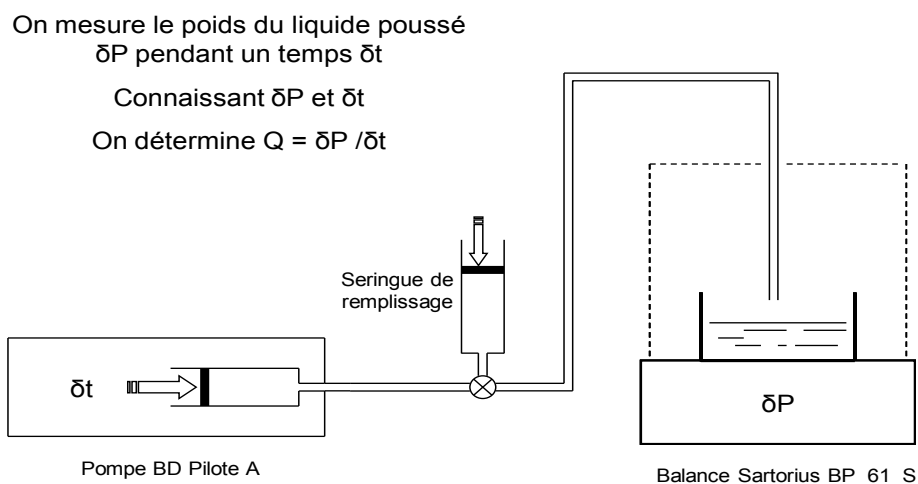 On mesure le poids du liquide poussé
δP pendant un temps δt
Connaissant δP et δt
On détermine Q = δP /δt
Seringue de
remplissage
δt
δP
Pompe BD Pilote A
Balance Sartorius BP 61 S